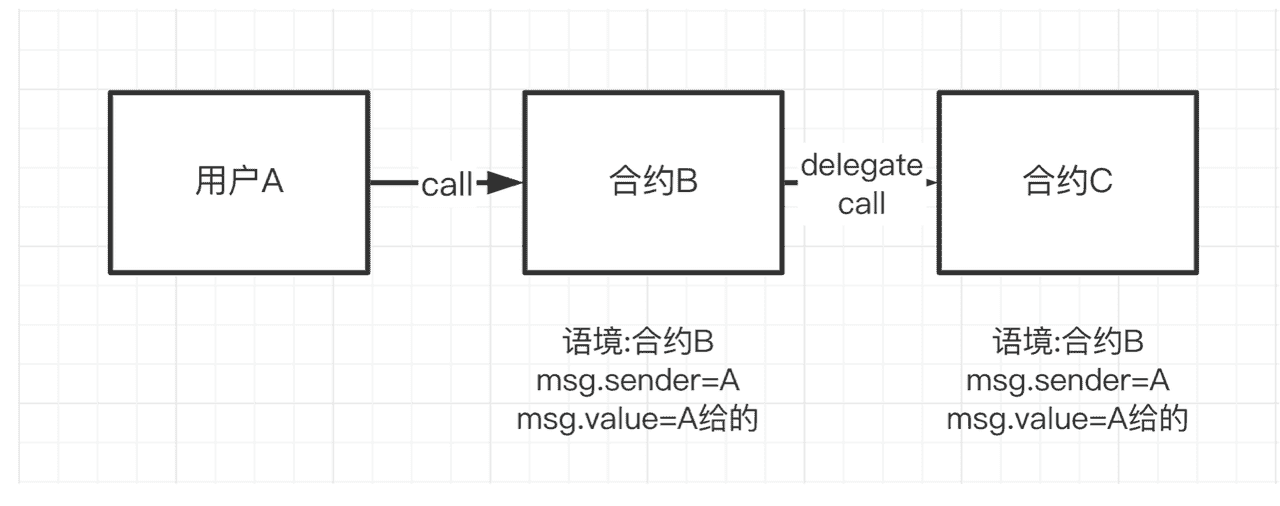 用户A
call
合约B
delegate
call
合约C
语境:合约B
msg.sender=A
msg.value=A给的
语境:合约B
msg.sender=A
msg.value=A给的